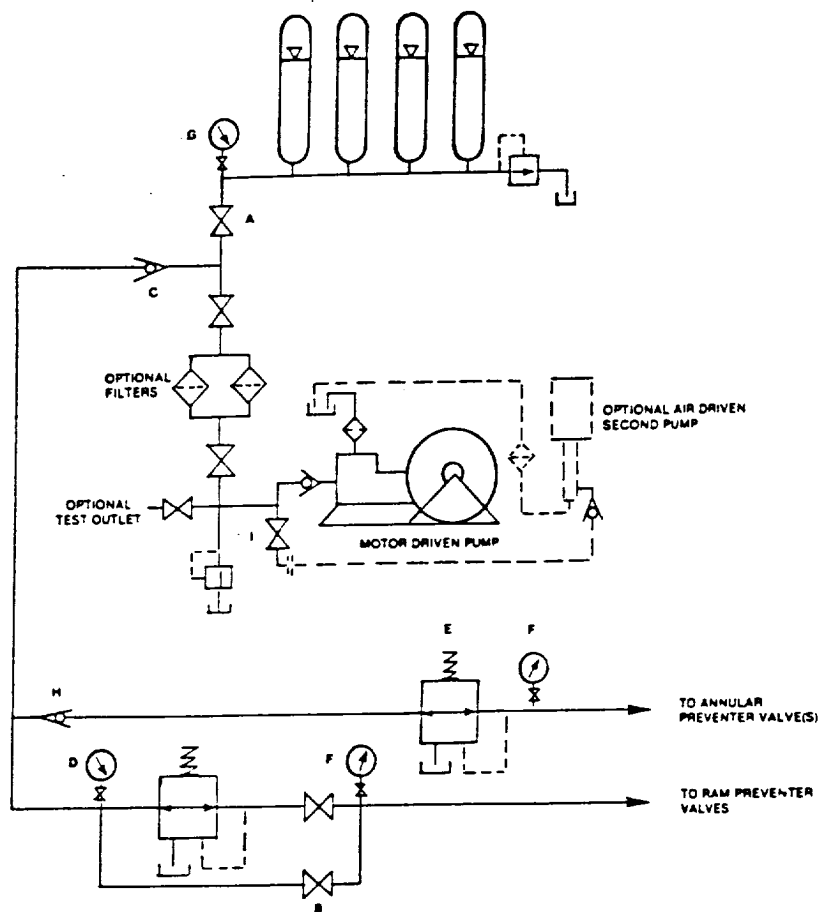 G
A
C
OPTIONAL
FILTERS
OPTIONAL AIR DRIVEN
SECOND PUMP
OPTIONAL
TEST OUTLET
I
MOTOR DRIVEN PUMP
E
F
H
TO ANNULAR
PREVENTER VALVE(S)
D
F
TO RAM PREVENTER
VALVES
B